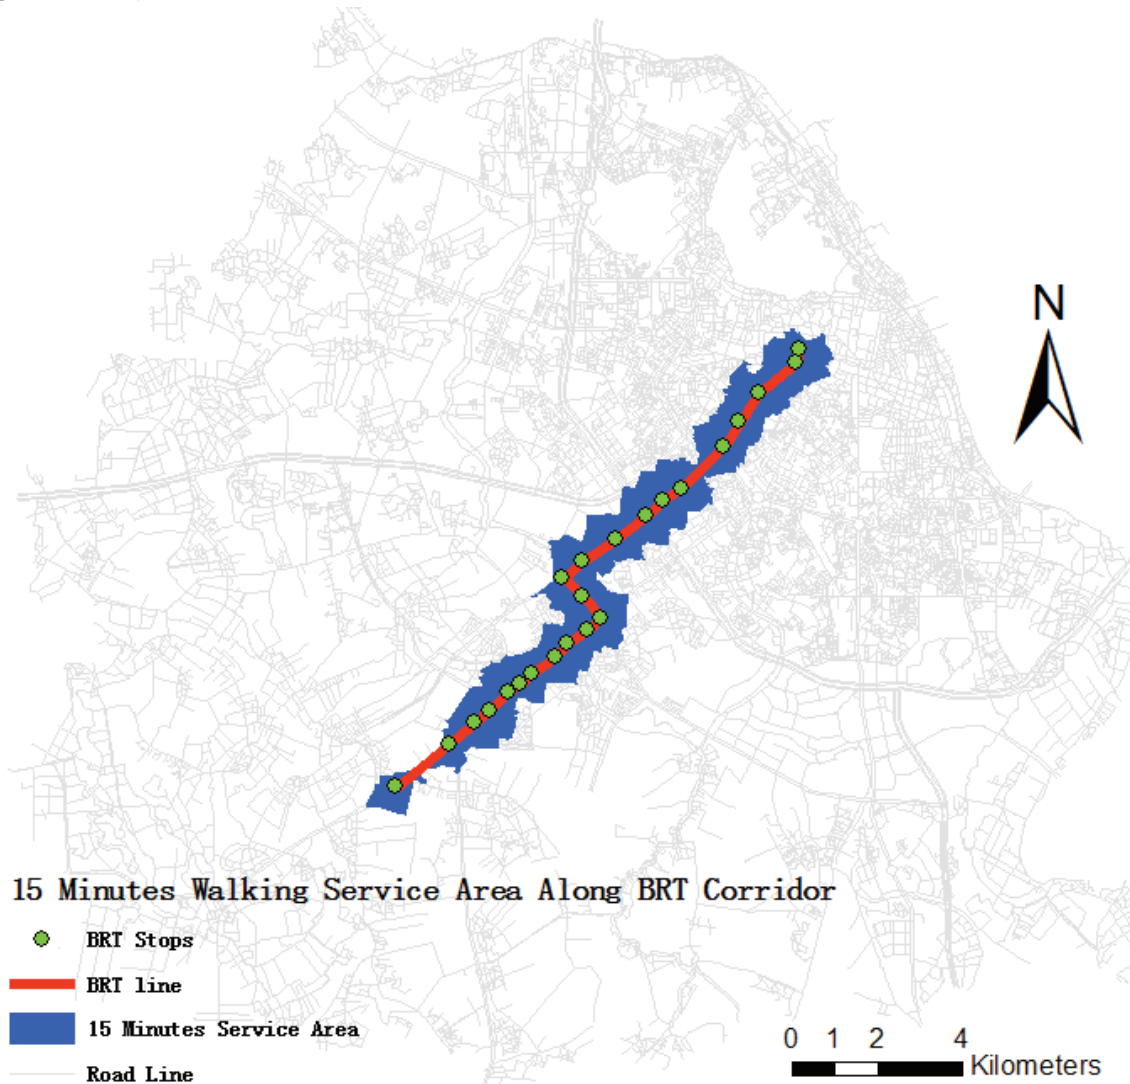 N
15 Minutes Walking Service Area Along BRT Corridor
BRT Stops
BRT line
15 Minutes Service Area
Road Line
0 1 2 4
Kilometers